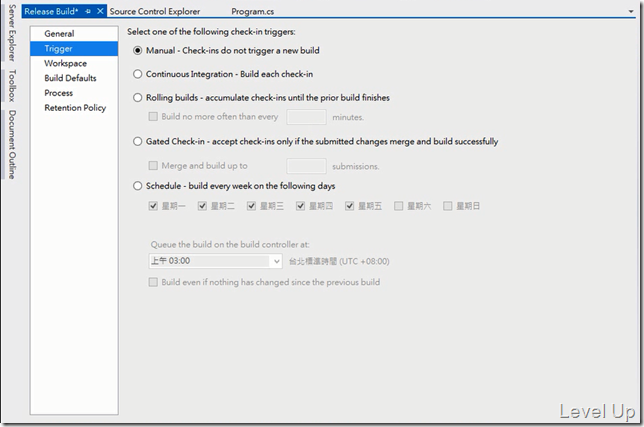 Release Build*
Source Control Explorer
Program.cs
Server Explorer
Toolbox
Document Outline
General
Trigger
Workspace
Build Defaults
Process
Retention Policy
Select one of the following check-in triggers:
Manual - Check-ins do not trigger a new build
Continuous Integration - Build each check-in
Rolling builds - accumulate check-ins until the prior build finishes
Build no more often than every minutes.
Gated Check-in - accept check-ins only if the submitted changes merge and build successfully
Merge and build up to submissions.
Schedule - build every week on the following days
星期一 星期二 星期三 星期四 星期五 星期六 星期日
Queue the build on the build controller at:
上午 03:00 台北標準時間 (UTC +08:00)
Build even if nothing has changed since the previous build
Level Up